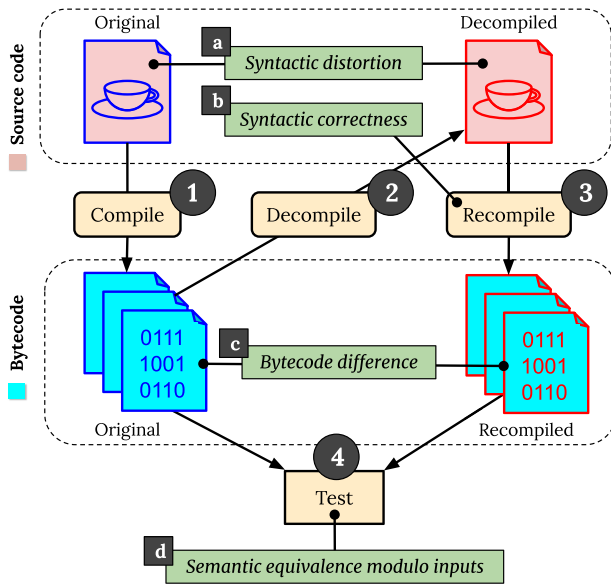 Original
Decompiled
a
Syntactic distortion
b
Syntactic correctness
Source code
1
2
3
Compile
Decompile
Recompile
Bytecode
0111
1001
0110
c
Bytecode difference
0111
1001
0110
Original
Recompiled
4
Test
d
Semantic equivalence modulo inputs